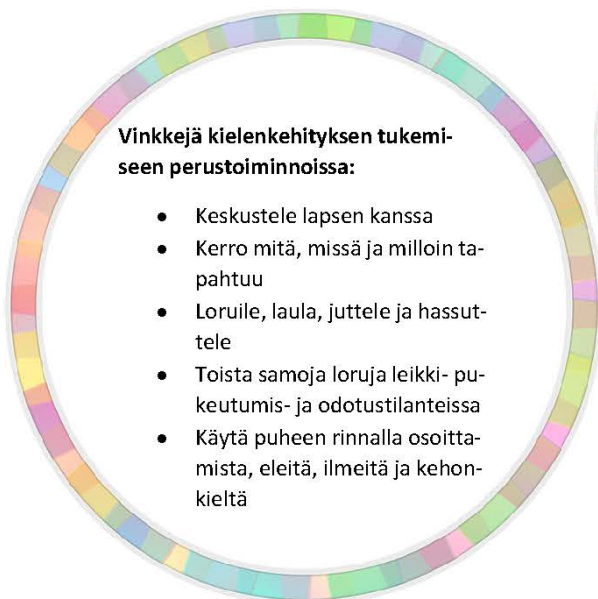 Vinkkejä kielenkehityksen tukemi-
seen perustoiminnoissa:
• Keskustele lapsen kanssa
• Kerro mitä, missä ja milloin ta-
pahtuu
• Loruile, laula, juttele ja hassut-
tele
• Toista samoja loruja leikki- pu-
keutumis- ja odotustilanteissa
• Käytä puheen rinnalla osoitta-
mista, eleitä, ilmeitä ja kehon-
kieltä